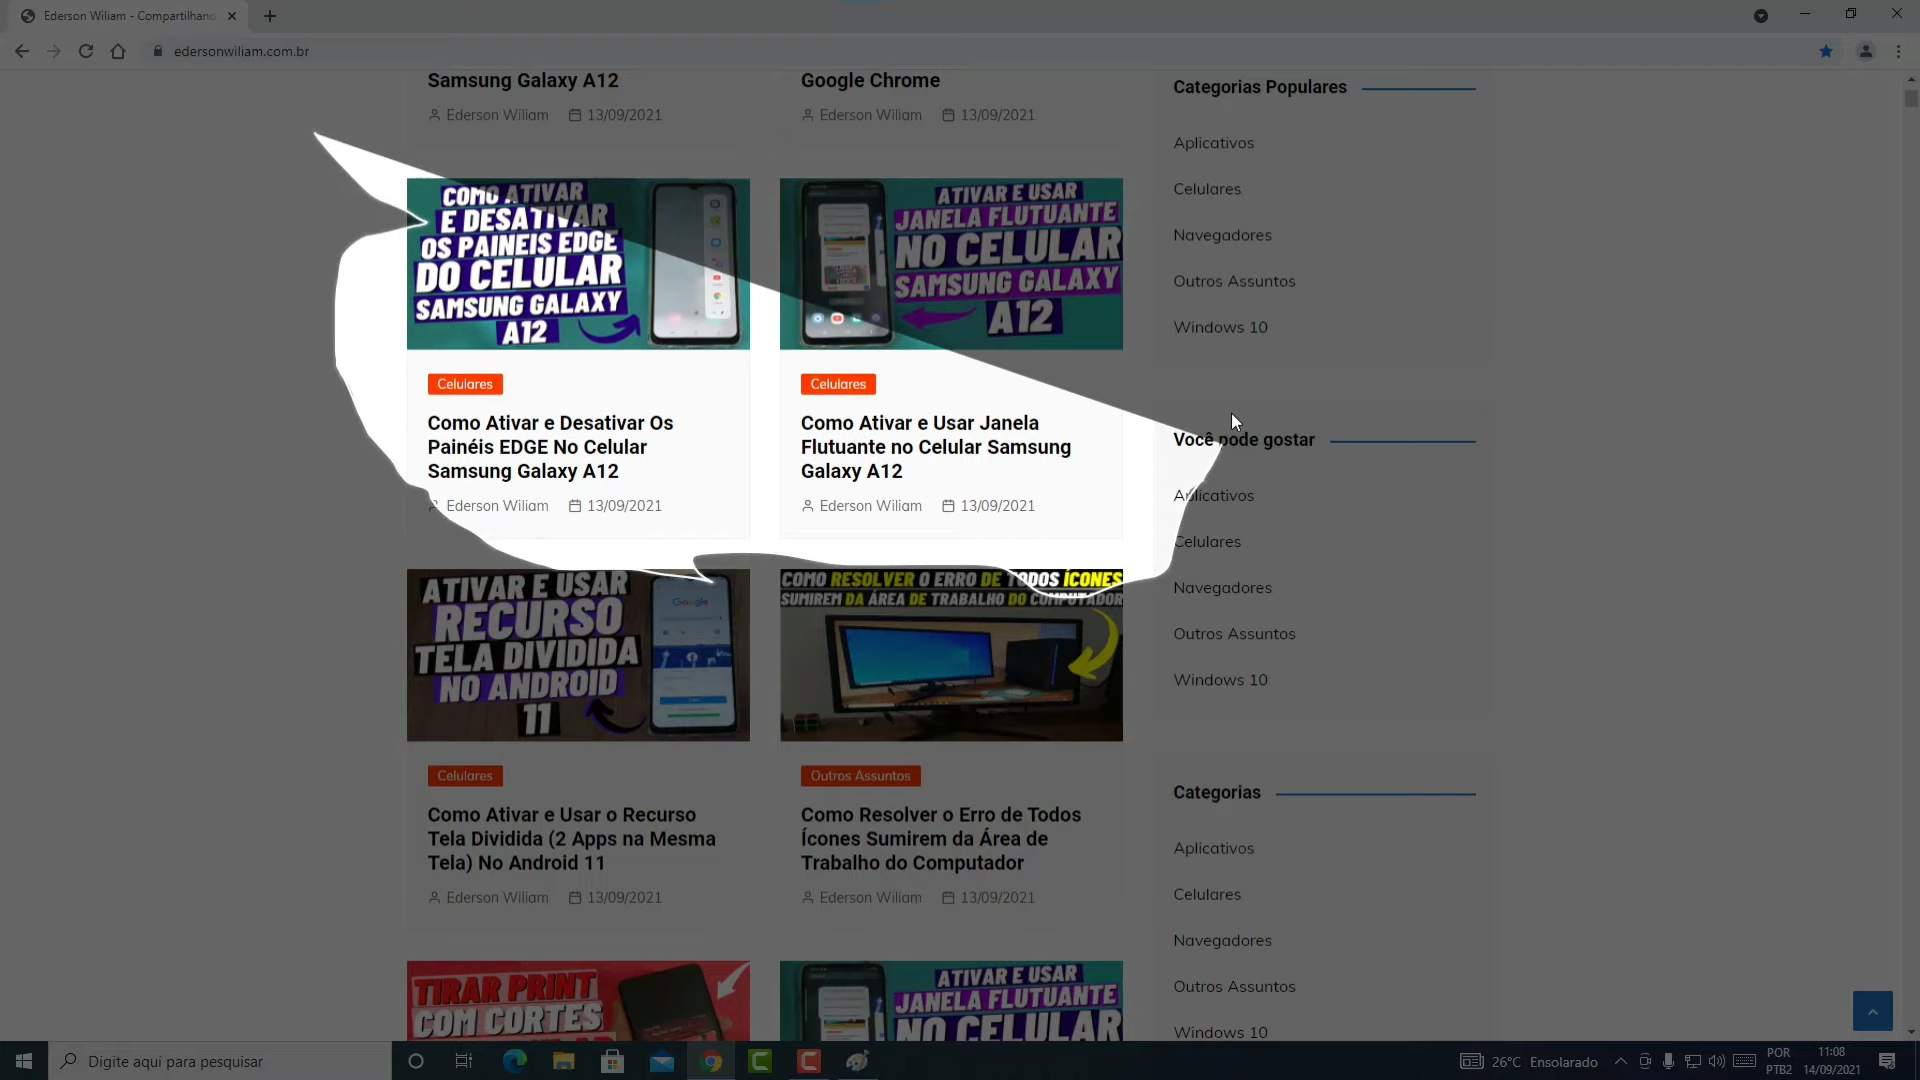 Ederson Wiliam - Compartilhand
edersonwiliam.com.br
Samsung Galaxy A12
Ederson Wiliam 13/09/2021
Google Chrome
Ederson Wiliam 13/09/2021
COMO ATIVAR
E DESATIVAR
OS PAINEIS EDGE
DO CELULAR
SAMSUNG GALAXY
A12
Celulares
Como Ativar e Desativar Os
Painéis EDGE No Celular
Samsung Galaxy A12
Ederson Wiliam 13/09/2021
ATIVAR E USAR
JANELA FLUTUANTE
NO CELULAR
SAMSUNG GALAXY
A12
Celulares
Como Ativar e Usar Janela
Flutuante no Celular Samsung
Galaxy A12
Ederson Wiliam 13/09/2021
ATIVAR E USAR
RECURSO
TELA DIVIDIDA
NO ANDROID
11
Google
Celulares
Como Ativar e Usar o Recurso
Tela Dividida (2 Apps na Mesma
Tela) No Android 11
Ederson Wiliam 13/09/2021
COMO RESOLVER O ERRO DE TODOS ÍCONES
SUMIREM DA ÁREA DE TRABALHO DO COMPUTADOR
Outros Assuntos
Como Resolver o Erro de Todos
Ícones Sumirem da Área de
Trabalho do Computador
Ederson Wiliam 13/09/2021
TIRAR PRINT
COM CORTES
ATIVAR E USAR
JANELA FLUTUANTE
NO CELULAR
Categorias Populares
Aplicativos
Celulares
Navegadores
Outros Assuntos
Windows 10
Você pode gostar
Aplicativos
Celulares
Navegadores
Outros Assuntos
Windows 10
Categorias
Aplicativos
Celulares
Navegadores
Outros Assuntos
Windows 10
Digite aqui para pesquisar
26°C Ensolarado
POR
PTB2
11:08
14/09/2021